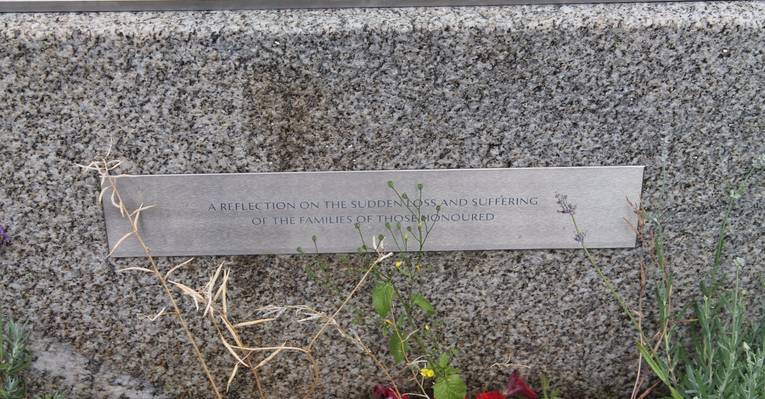 A REFLECTION ON THE SUDDEN LOSS AND SUFFERING
OF THE FAMILIES OF THOSE HONOURED